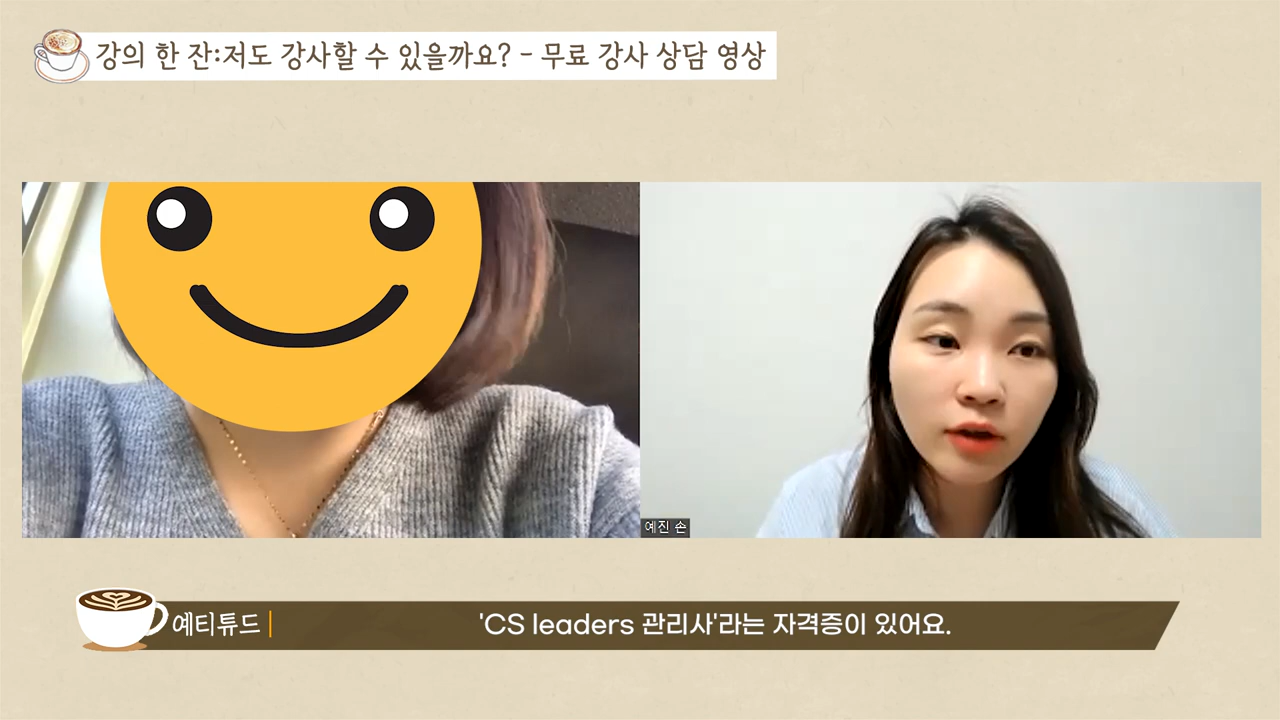 강의 한 잔:저도 강사할 수 있을까요? - 무료 강사 상담 영상
예진 손
예티튜드
'CS leaders 관리사'라는 자격증이 있어요.